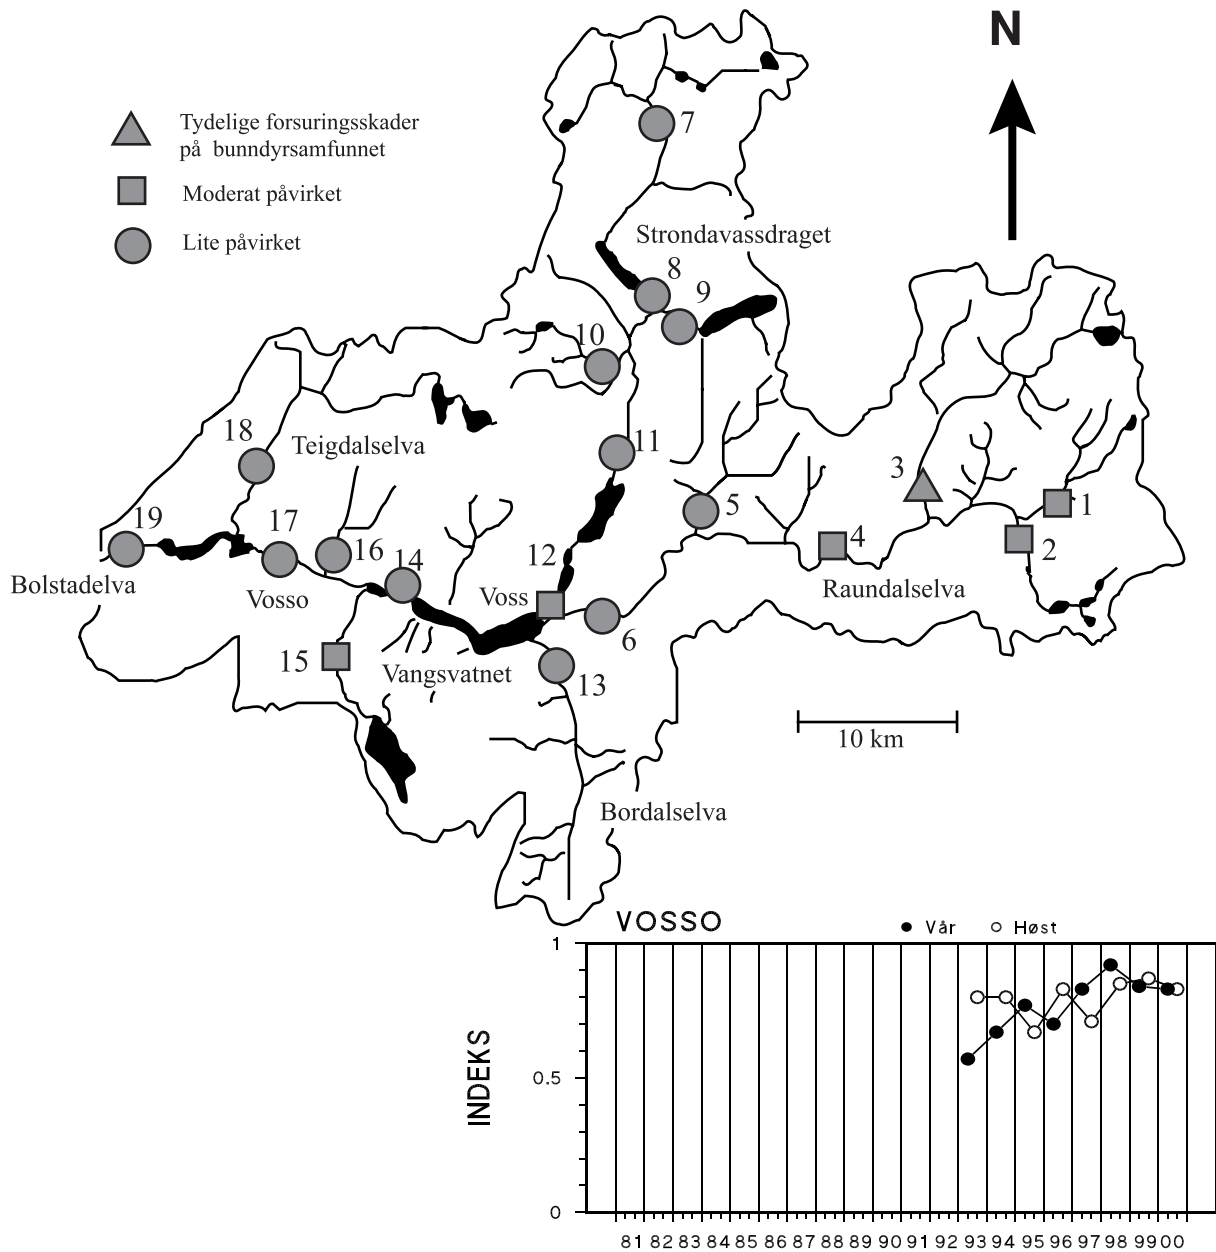 N
Tydelige forsuringsskader
på bunndyrsamfunnet
Moderat påvirket
Lite påvirket
7
Strondavassdraget
8
9
10
18
Teigdalselva
11
3
5
1
19
17
16
14
12
4
2
Bolstadelva
Vosso
Voss
Raundalselva
6
15
Vangsvatnet
13
10 km
Bordalselva
VOSSO
Vår
Høst
1
INDEKS
0.5
0
81 82 83 84 85 86 87 88 89 90 91 92 93 94 95 96 97 98 99 00